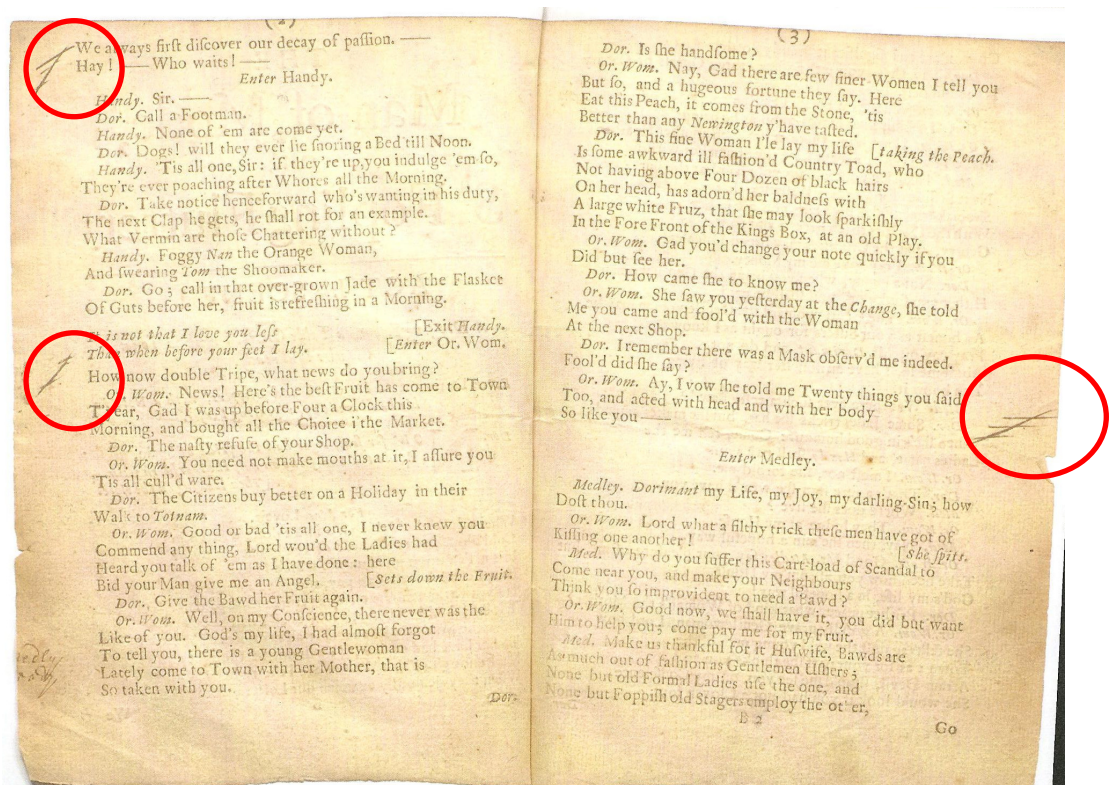 (2)
We always firſt diſcover our decay of paſſion. ——
Hay! —— Who waits! ——
Enter Handy.
Handy. Sir. ——
Dor. Call a Footman.
Handy. None of 'em are come yet.
Dor. Dogs! will they ever lie ſnoring a Bed till Noon.
Handy. 'Tis all one, Sir: if they're up, you indulge 'em ſo,
They're ever poaching after Whores all the Morning.
Dor. Take notice henceforward who's wanting in his duty,
The next Clap he gets, he ſhall rot for an example.
What Vermin are thoſe Chattering without?
Handy. Foggy Nan the Orange Woman,
And ſwearing Tom the Shoomaker.
Dor. Go; call in that over-grown Jade with the Flasket
Of Guts before her, fruit is refreſhing in a Morning.
It is not that I love you leſs [Exit Handy.
Than when before your feet I lay. [Enter Or. Wom.
How now double Tripe, what news do you bring?
Or. Wom. News! Here's the beſt Fruit has come to Town
T'year, Gad I was up before Four a Clock this
Morning, and bought all the Choice i'the Market.
Dor. The naſty refuſe of your Shop.
Or. Wom. You need not make mouths at it, I aſſure you
'Tis all cull'd ware.
Dor. The Citizens buy better on a Holiday in their
Walk to Totnam.
Or. Wom. Good or bad 'tis all one, I never knew you
Commend any thing, Lord wou'd the Ladies had
Heard you talk of 'em as I have done: here
Bid your Man give me an Angel. [Sets down the Fruit.
Dor. Give the Bawd her Fruit again.
Or. Wom. Well, on my Conſcience, there never was the
Like of you. God's my life, I had almoſt forgot
To tell you, there is a young Gentlewoman
Lately come to Town with her Mother, that is
So taken with you.
Dor.
(3)
Dor. Is ſhe handſome?
Or. Wom. Nay, Gad there are few finer Women I tell you
But ſo, and a hugeous fortune they ſay. Here
Eat this Peach, it comes from the Stone, 'tis
Better than any Newington y'have taſted.
Dor. This fine Woman I'le lay my life [taking the Peach.
Is ſome awkward ill faſhion'd Country Toad, who
Not having above Four Dozen of black hairs
On her head, has adorn'd her baldneſs with
A large white Fruz, that ſhe may look ſparkiſhly
In the Fore Front of the Kings Box, at an old Play.
Or. Wom. Gad you'd change your note quickly if you
Did but ſee her.
Dor. How came ſhe to know me?
Or. Wom. She ſaw you yeſterday at the Change, ſhe told
Me you came and fool'd with the Woman
At the next Shop.
Dor. I remember there was a Mask obſerv'd me indeed.
Fool'd did ſhe ſay?
Or. Wom. Ay, I vow ſhe told me Twenty things you ſaid
Too, and acted with head and with her body
So like you ——
Enter Medley.
Medley. Dorimant my Life, my Joy, my darling-Sin; how
Doſt thou.
Or. Wom. Lord what a filthy trick theſe men have got of
Kiſſing one another! [She ſpits.
Med. Why do you ſuffer this Cart-load of Scandal to
Come near you, and make your Neighbours
Think you ſo improvident to need a Bawd?
Or. Wom. Good now, we ſhall have it, you did but want
Him to help you; come pay me for my Fruit.
Med. Make us thankful for it Huſwife, Bawds are
As much out of faſhion as Gentlemen Uſhers;
None but old Formal Ladies uſe the one, and
None but Foppiſh old Stagers employ the other,
B 2
Go